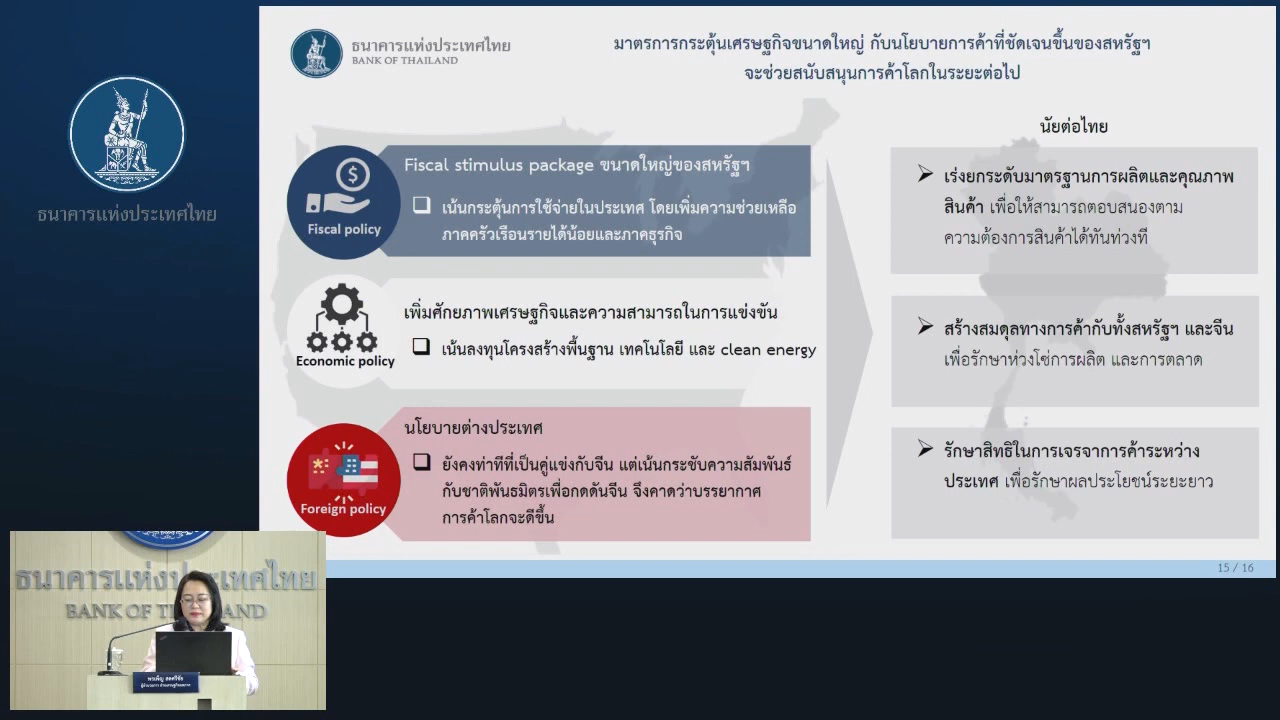 ธนาคารแห่งประเทศไทย
ธนาคารแห่งประเทศไทย
BANK OF THAILAND
มาตรการกระตุ้นเศรษฐกิจขนาดใหญ่ กับนโยบายการค้าที่ชัดเจนขึ้นของสหรัฐฯ
จะช่วยสนับสนุนการค้าโลกในระยะต่อไป
Fiscal policy
Fiscal stimulus package ขนาดใหญ่ของสหรัฐฯ
เน้นกระตุ้นการใช้จ่ายในประเทศ โดยเพิ่มความช่วยเหลือ
ภาคครัวเรือนรายได้น้อยและภาคธุรกิจ
Economic policy
เพิ่มศักยภาพเศรษฐกิจและความสามารถในการแข่งขัน
เน้นลงทุนโครงสร้างพื้นฐาน เทคโนโลยี และ clean energy
Foreign policy
นโยบายต่างประเทศ
ยังคงท่าทีที่เป็นคู่แข่งกับจีน แต่เน้นกระชับความสัมพันธ์
กับชาติพันธมิตรเพื่อกดดันจีน จึงคาดว่าบรรยากาศ
การค้าโลกจะดีขึ้น
นัยต่อไทย
เร่งยกระดับมาตรฐานการผลิตและคุณภาพ
สินค้า เพื่อให้สามารถตอบสนองตาม
ความต้องการสินค้าได้ทันท่วงที
สร้างสมดุลทางการค้ากับทั้งสหรัฐฯ และจีน
เพื่อรักษาห่วงโซ่การผลิต และการตลาด
รักษาสิทธิในการเจรจาการค้าระหว่าง
ประเทศ เพื่อรักษาผลประโยชน์ระยะยาว
15 / 16
ธนาคารแห่งประเทศไทย
BANK OF THAILAND